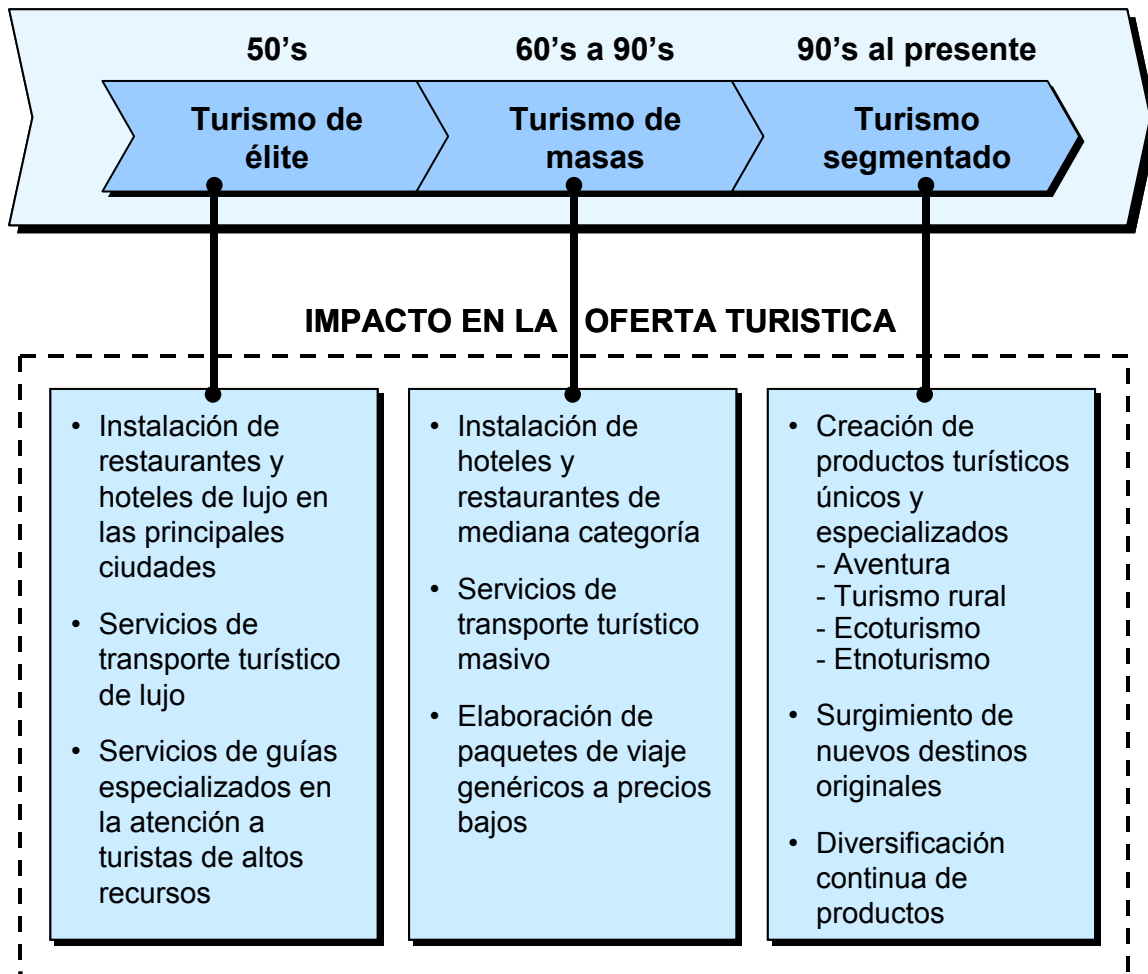 50's
60's a 90's
90's al presente
Turismo de
élite
Turismo de
masas
Turismo
segmentado
IMPACTO EN LA OFERTA TURISTICA
• Instalación de
restaurantes y
hoteles de lujo en
las principales
ciudades
• Servicios de
transporte turístico
de lujo
• Servicios de guías
especializados en
la atención a
turistas de altos
recursos
• Instalación de
hoteles y
restaurantes de
mediana categoría
• Servicios de
transporte turístico
masivo
• Elaboración de
paquetes de viaje
genéricos a precios
bajos
• Creación de
productos turísticos
únicos y
especializados
- Aventura
- Turismo rural
- Ecoturismo
- Etnoturismo
• Surgimiento de
nuevos destinos
originales
• Diversificación
continua de
productos